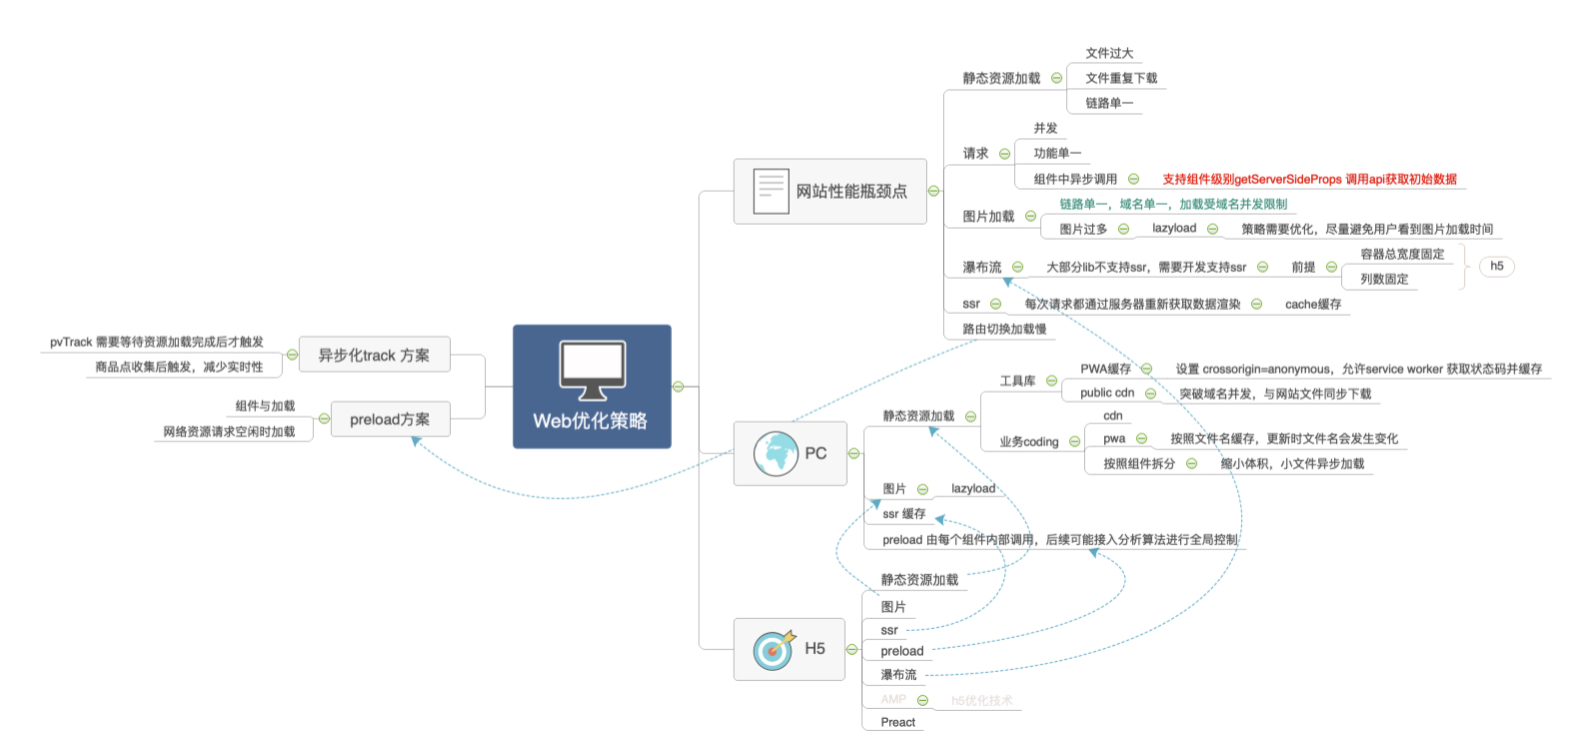 Web优化策略
网站性能瓶颈点
静态资源加载
文件过大
文件重复下载
链路单一
请求
并发
功能单一
组件中异步调用
支持组件级别getServerSideProps 调用api获取初始数据
图片加载
链路单一，域名单一，加载受域名并发限制
图片过多
lazyload
策略需要优化，尽量避免用户看到图片加载时间
瀑布流
大部分lib不支持ssr，需要开发支持ssr
前提
容器总宽度固定
列数固定
h5
ssr
每次请求都通过服务器重新获取数据渲染
cache缓存
路由切换加载慢
PC
静态资源加载
工具库
PWA缓存
设置 crossorigin=anonymous，允许service worker 获取状态码并缓存
public cdn
突破域名并发，与网站文件同步下载
业务coding
cdn
pwa
按照文件名缓存，更新时文件名会发生变化
按照组件拆分
缩小体积，小文件异步加载
图片
lazyload
ssr 缓存
preload 由每个组件内部调用，后续可能接入分析算法进行全局控制
H5
静态资源加载
图片
ssr
preload
瀑布流
AMP
h5优化技术
Preact
异步化track 方案
pvTrack 需要等待资源加载完成后才触发
商品点收集后触发，减少实时性
preload方案
组件与加载
网络资源请求空闲时加载